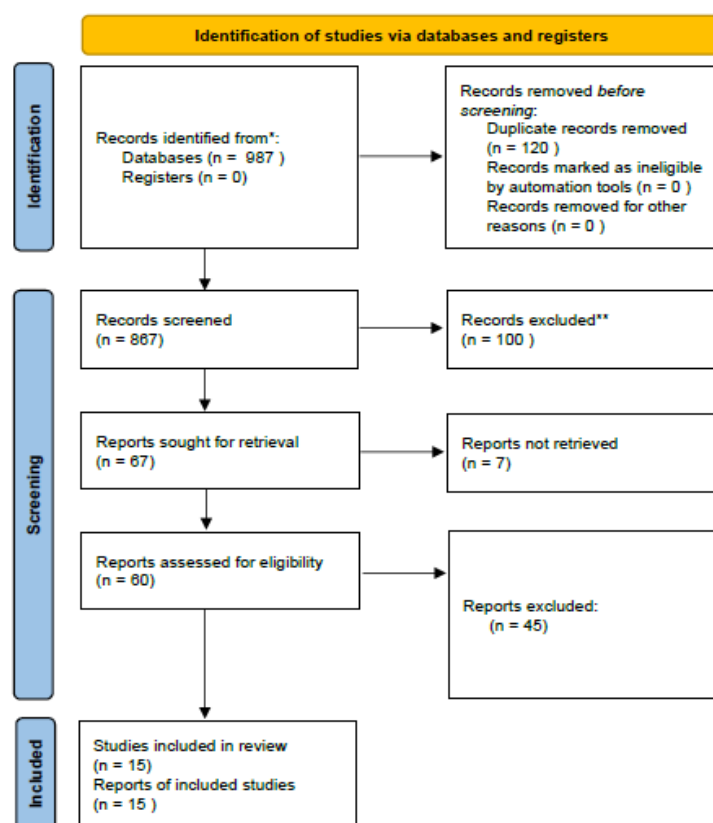 Identification of studies via databases and registers
Identification
Records identified from*:
Databases (n = 987 )
Registers (n = 0)
Records removed before
screening:
Duplicate records removed
(n = 120 )
Records marked as ineligible
by automation tools (n = 0 )
Records removed for other
reasons (n = 0 )
Screening
Records screened
(n = 867)
Records excluded**
(n = 100 )
Reports sought for retrieval
(n = 67)
Reports not retrieved
(n = 7)
Reports assessed for eligibility
(n = 60)
Reports excluded:
(n = 45)
Included
Studies included in review
(n = 15)
Reports of included studies
(n = 15 )